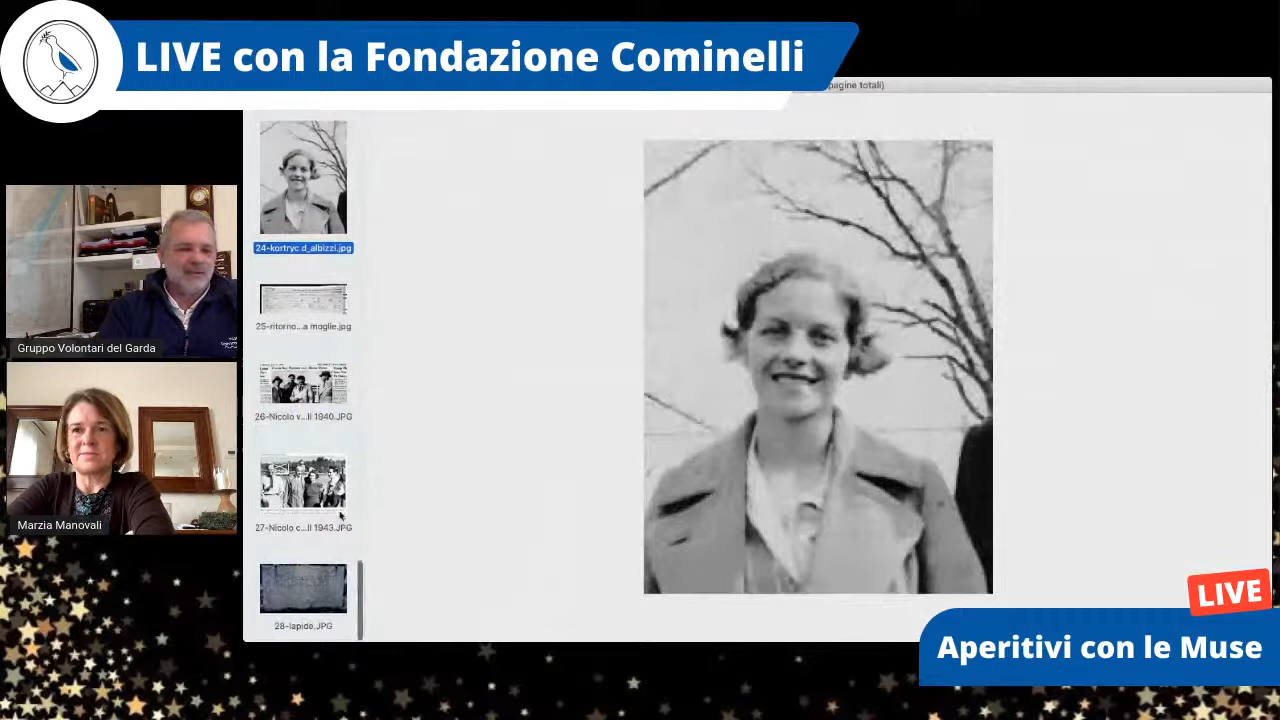 LIVE con la Fondazione Cominelli
pagine totali)
24-kortryc d_albizzi.jpg
25-ritorno...a moglie.jpg
26-Nicolo v...li 1940.JPG
27-Nicolo c...ll 1943.JPG
28-lapide.JPG
Gruppo Volontari del Garda
Marzia Manovali
LIVE
Aperitivi con le Muse